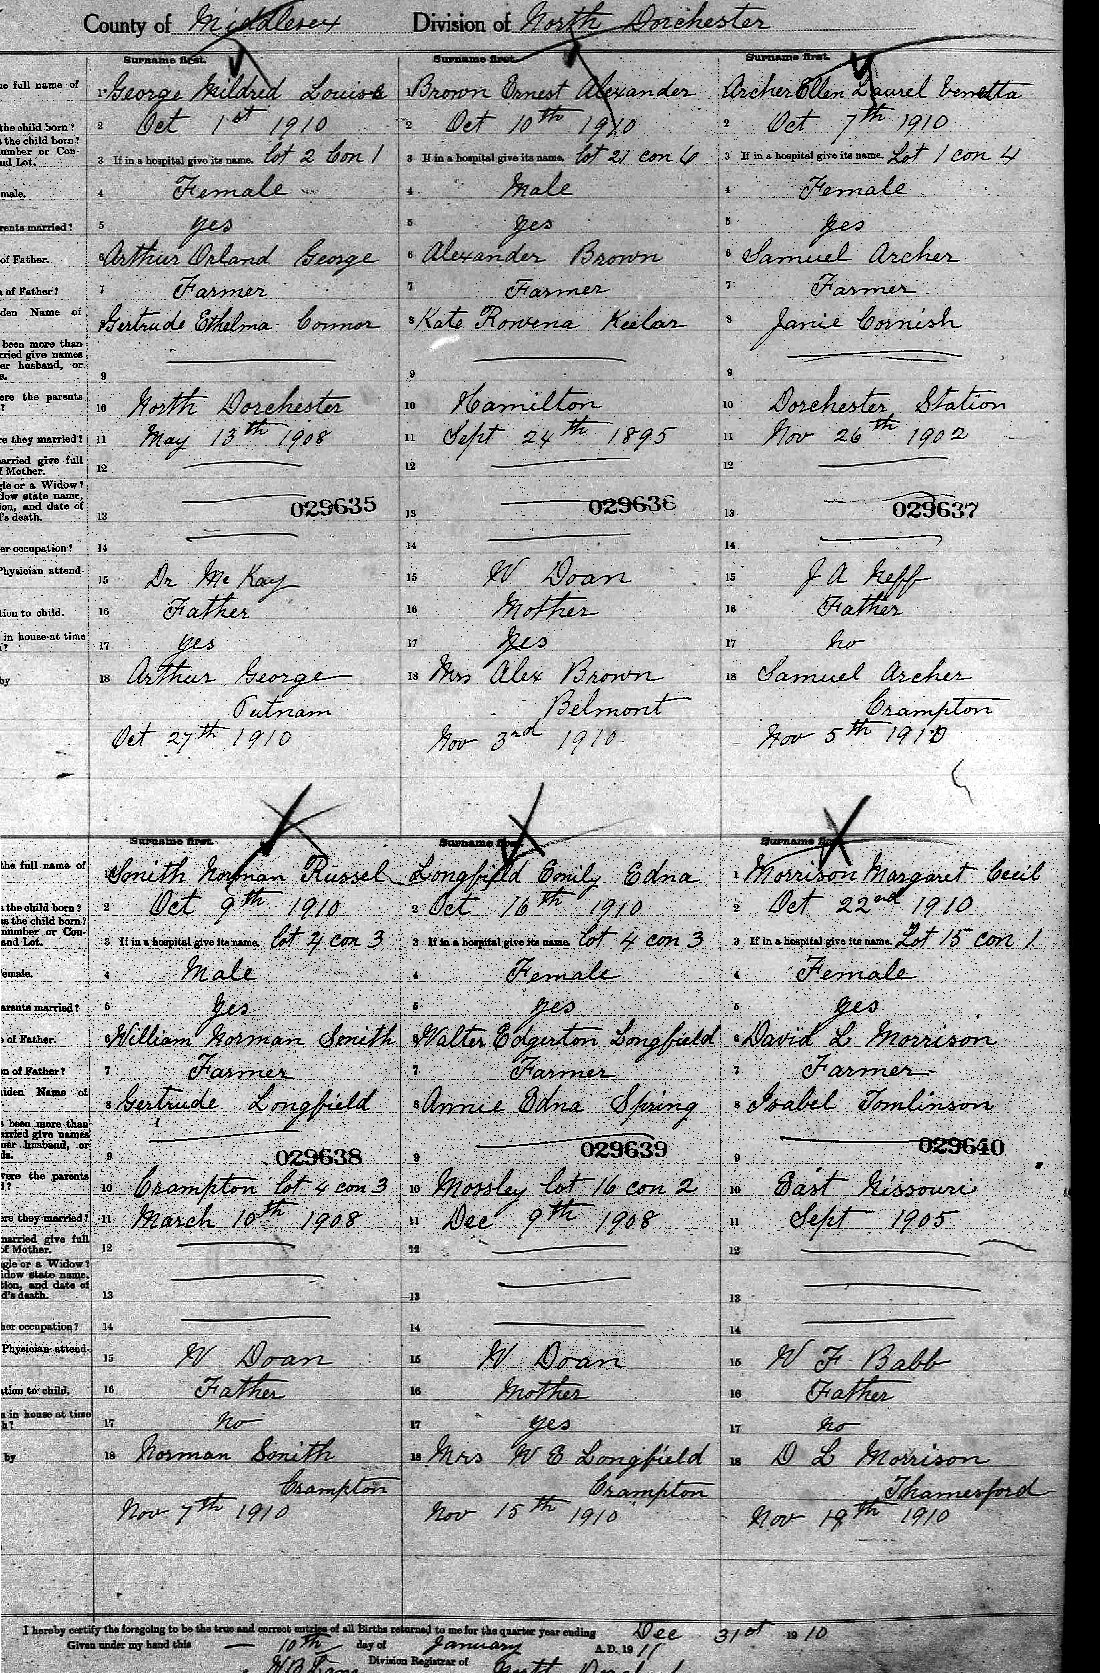 County of Middlesex Division of North Dorchester
Surname first. Surname first. Surname first.
e full name of 1 George Mildred Louise 1 Brown Ernest Alexander Archer Ellen Laurel Venetta
the child born? 2 Oct 1st 1910 2 Oct 10th 1910 2 Oct 7th 1910
s the child born?
umber or Con-
nd Lot. 3 If in a hospital give its name. lot 2 Con 1 3 If in a hospital give its name. lot 21 con 6 3 If in a hospital give its name. Lot 1 con 4
male. 4 Female 4 Male 4 Female
rents married? 5 yes 5 yes 5 yes
of Father. 6 Arthur Orland George 6 Alexander Brown 6 Samuel Archer
n of Father? 7 Farmer 7 Farmer 7 Farmer
den Name of 8 Gertrude Ethelma Connor 8 Kate Rowena Keelar 8 Janie Cornish
been more than
rried give names
er husband, or
s. 9 9 9
ere the parents
? 10 North Dorchester 10 Hamilton 10 Dorchester Station
e they married? 11 May 13th 1908 11 Sept 24th 1895 11 Nov 26th 1902
arried give full
f Mother. 12 12 12
gle or a Widow?
dow state name,
ion, and date of
f's death. 13 029635 13 029636 13 029637
er occupation? 14 14 14
Physician attend-
15 Dr McKay 15 W Doan 15 J A Neff
tion to child. 16 Father 16 Mother 16 Father
in house at time
? 17 yes 17 yes 17 no
by 18 Arthur George 18 Mrs Alex Brown 18 Samuel Archer
Putnam Belmont Crampton
Oct 27th 1910 Nov 3rd 1910 Nov 5th 1910
Surname first. Surname first. Surname first.
the full name of Smith Norman Russel Longfield Emily Edna 1 Morrison Margaret Cecil
s the child born? 2 Oct 9th 1910 2 Oct 16th 1910 2 Oct 22nd 1910
as the child born?
number or Con-
and Lot. 3 If in a hospital give its name. lot 4 con 3 3 If in a hospital give its name. lot 4 con 3 3 If in a hospital give its name. Lot 15 con 1
emale. 4 Male 4 Female 4 Female
arents married? 5 yes 5 yes 5 yes
e of Father. 6 William Norman Smith 6 Walter Edgerton Longfield 6 David L Morrison
on of Father? 7 Farmer 7 Farmer 7 Farmer
aiden Name of 8 Gertrude Longfield 8 Annie Edna Spring 8 Isabel Tomlinson
s been more than
arried give names
mer husband, or
ds. 9 029638 9 029639 9 029640
vere the parents
l? 10 Crampton lot 4 con 3 10 Mossley lot 16 con 2 10 East Nissouri
ere they married? 11 March 10th 1908 11 Dec 9th 1908 11 Sept 1905
married give full
of Mother. 12 12 12
gle or a Widow?
idow state name,
tion, and date of
d's death. 13 13 13
her occupation? 14 14 14
Physician attend-
15 W Doan 15 W Doan 15 W F Babb
ation to child. 16 Father 16 Mother 16 Father
n in house at time
h? 17 no 17 yes 17 no
by 18 Norman Smith 18 Mrs W E Longfield 18 D L Morrison
Crampton Crampton Thamesford
Nov 7th 1910 Nov 15th 1910 Nov 19th 1910
I hereby certify the foregoing to be the true and correct entries of all Births returned to me for the quarter year ending Dec 31st 1910
Given under my hand this 10th day of January A.D. 1911
Division Registrar of North